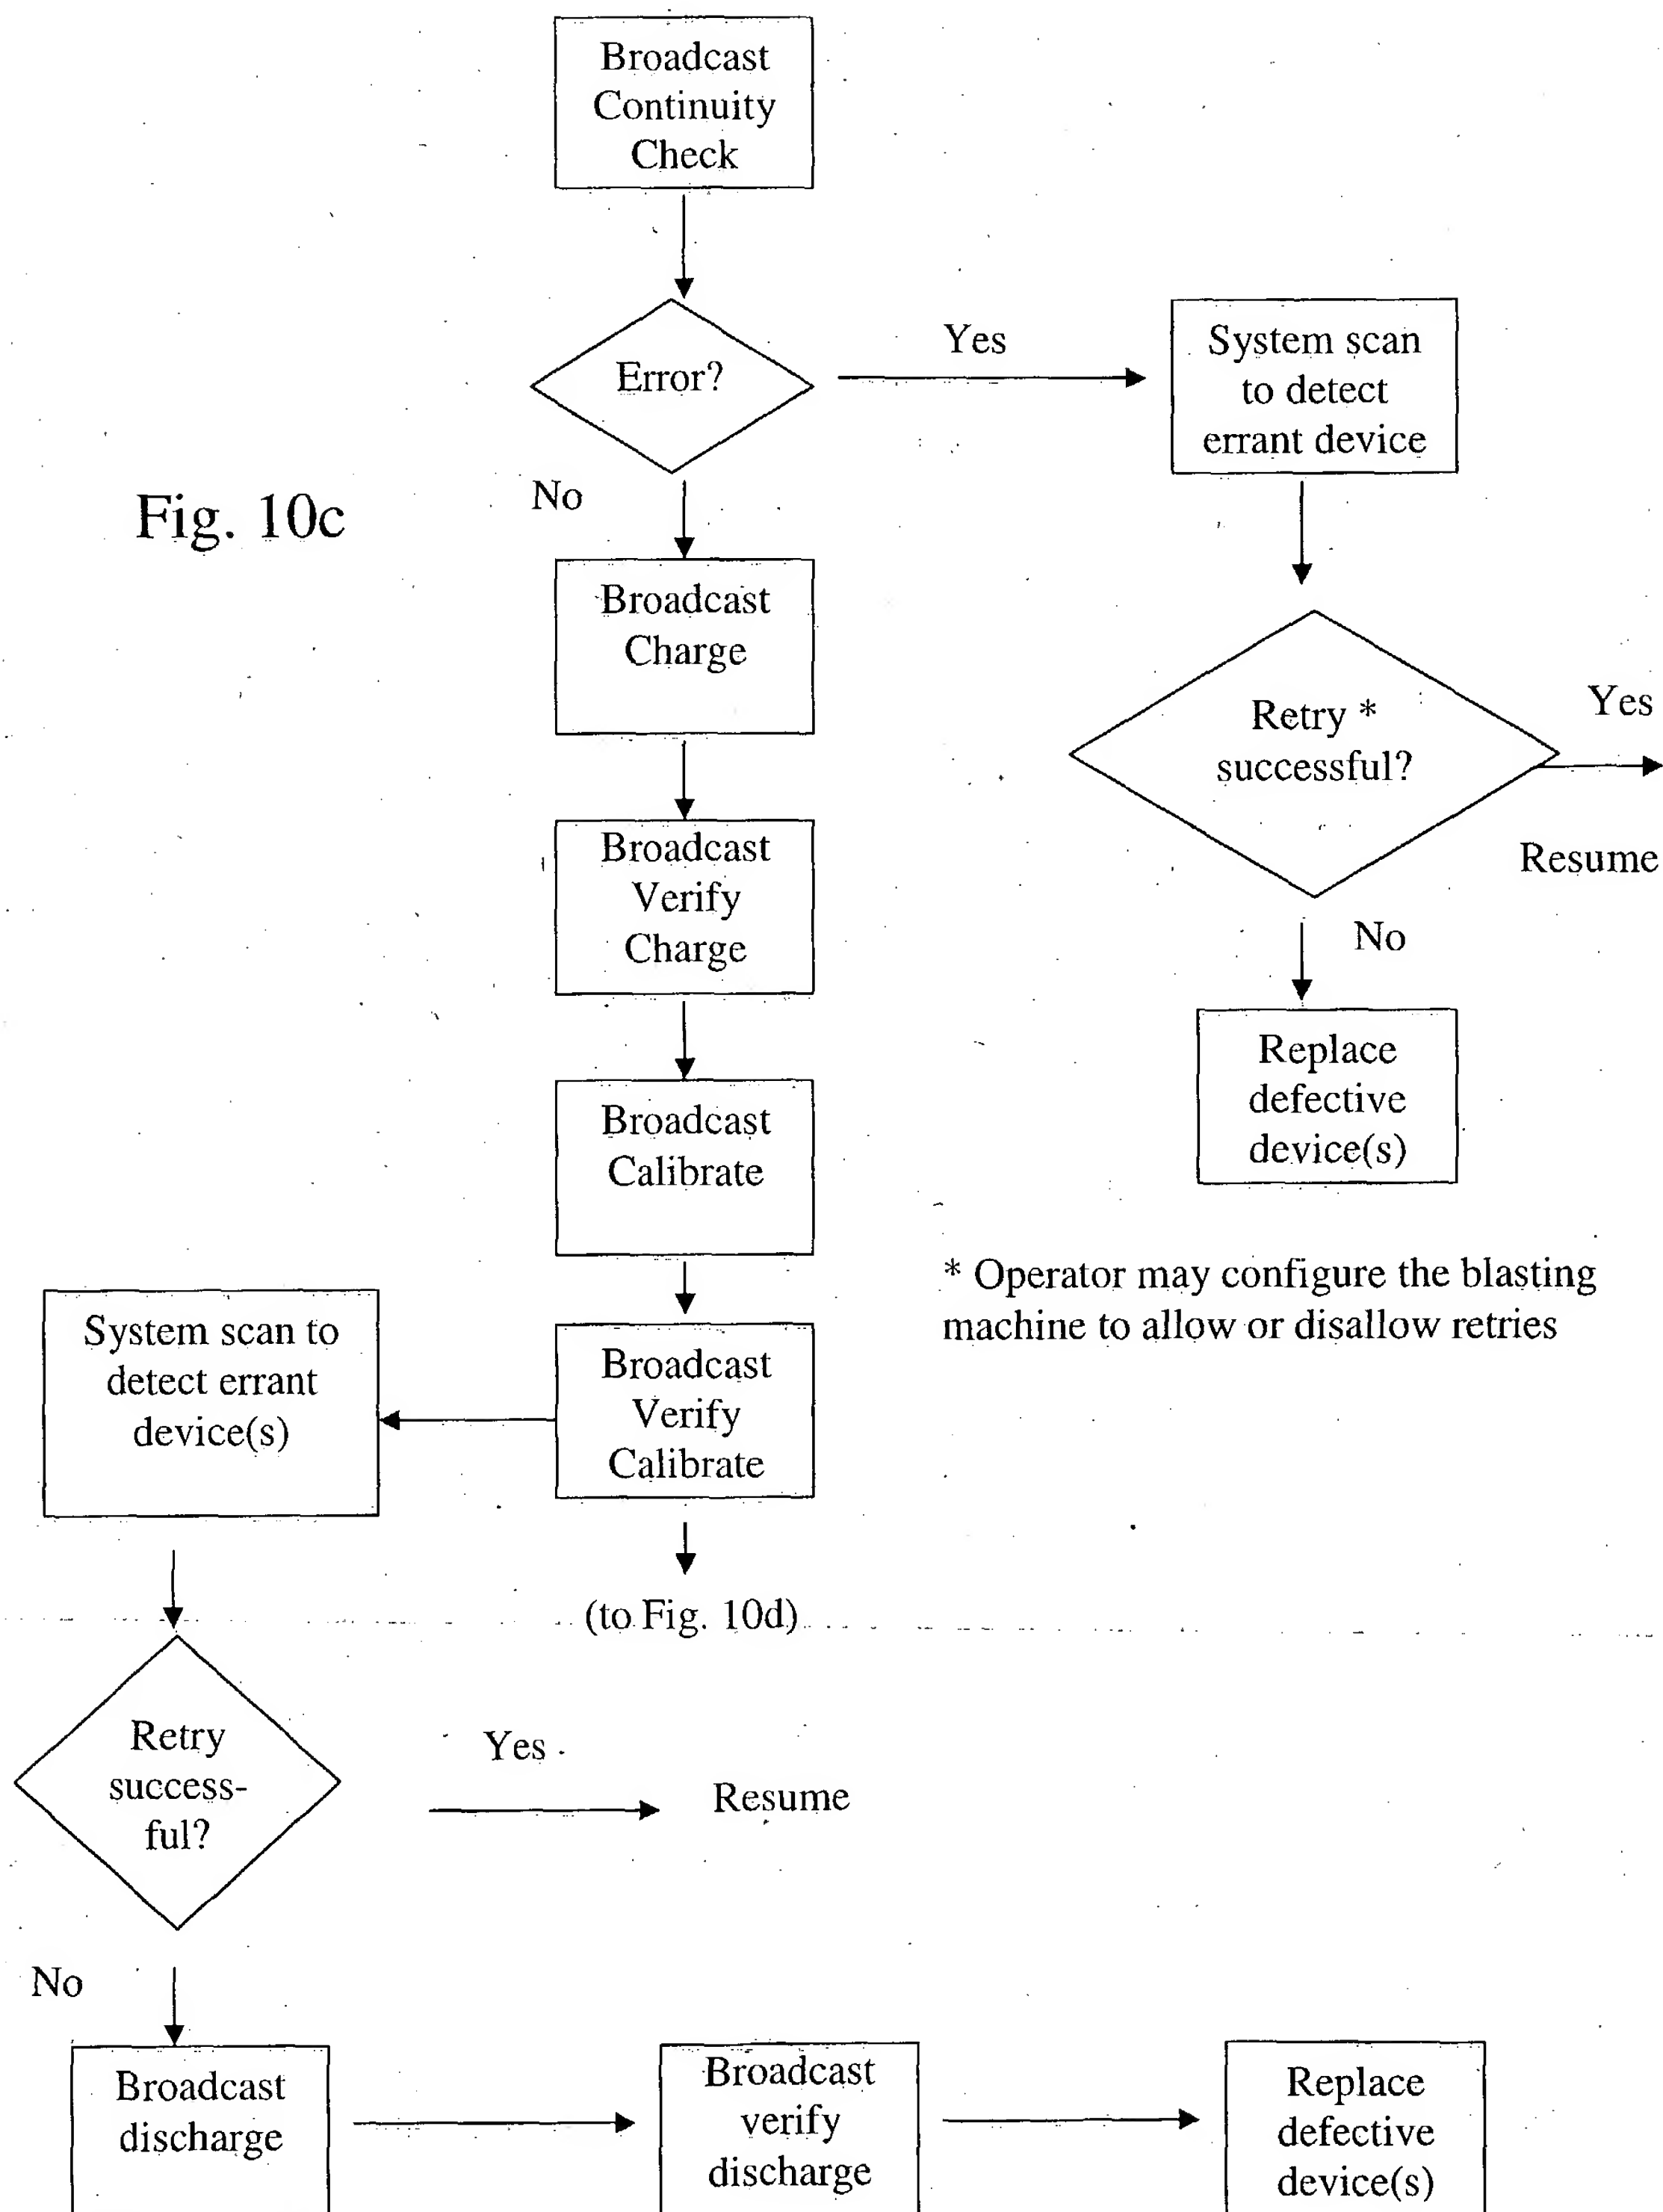 Broadcast
Continuity
Check
Error?
Yes
System scan
to detect
errant device
No
Fig. 10c
Broadcast
Charge
Retry *
successful?
Yes
Resume
No
Broadcast
Verify
Charge
Replace
defective
device(s)
Broadcast
Calibrate
* Operator may configure the blasting
machine to allow or disallow retries
System scan to
detect errant
device(s)
Broadcast
Verify
Calibrate
(to Fig. 10d)
Retry
success-
ful?
Yes
Resume
No
Broadcast
discharge
Broadcast
verify
discharge
Replace
defective
device(s)